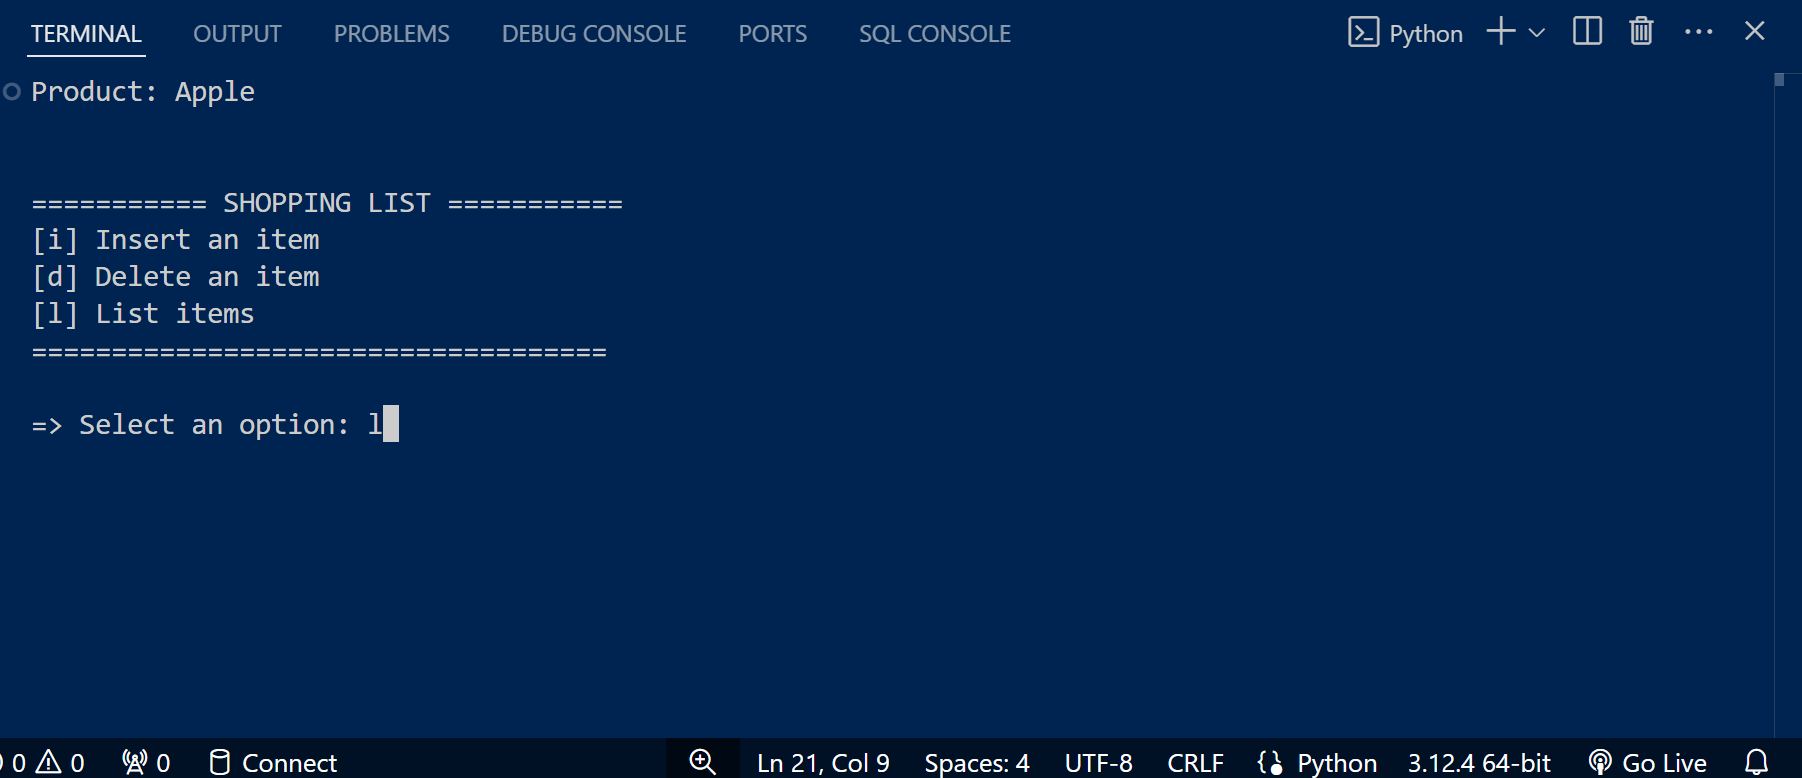 TERMINAL OUTPUT PROBLEMS DEBUG CONSOLE PORTS SQL CONSOLE Python
Product: Apple
=========== SHOPPING LIST ===========
[i] Insert an item
[d] Delete an item
[l] List items
====================================
=> Select an option: l
0 0 0 Connect Ln 21, Col 9 Spaces: 4 UTF-8 CRLF Python 3.12.4 64-bit Go Live